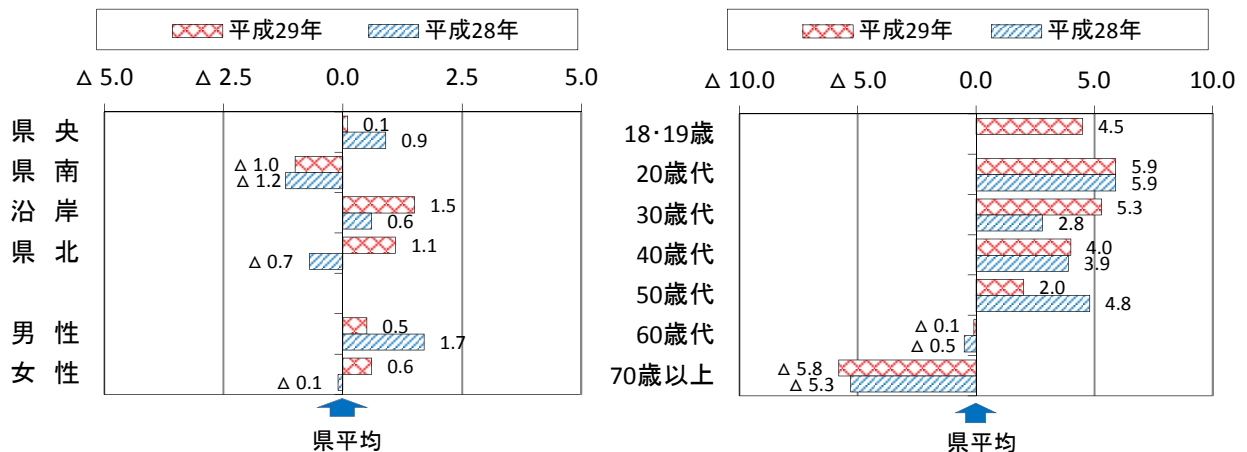 平成29年 平成28年
△ 5.0 △ 2.5 0.0 2.5 5.0
県 央 0.1
0.9
県 南 △ 1.0
△ 1.2
沿 岸 1.5
0.6
県 北 1.1
△ 0.7
男 性 0.5
1.7
女 性 0.6
△ 0.1
県平均
平成29年 平成28年
△ 10.0 △ 5.0 0.0 5.0 10.0
18･19歳 4.5
20歳代 5.9
5.9
30歳代 5.3
2.8
40歳代 4.0
3.9
50歳代 2.0
4.8
60歳代 △ 0.1
△ 0.5
70歳以上 △ 5.8
△ 5.3
県平均